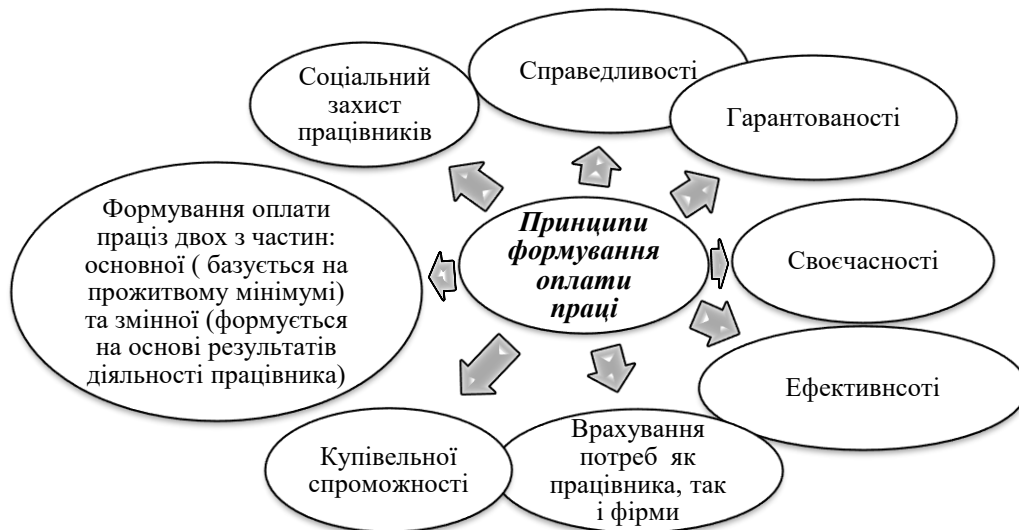 Справедливості
Соціальний
захист
працівників
Гарантованості
Формування оплати
праціз двох з частин:
основної ( базується на
прожитвому мінімумі)
та змінної (формується
на основі результатів
діяльності працівника)
Принципи
формування
оплати
праці
Своєчасності
Ефективнсоті
Купівельної
спроможності
Врахування
потреб як
працівника, так
і фірми